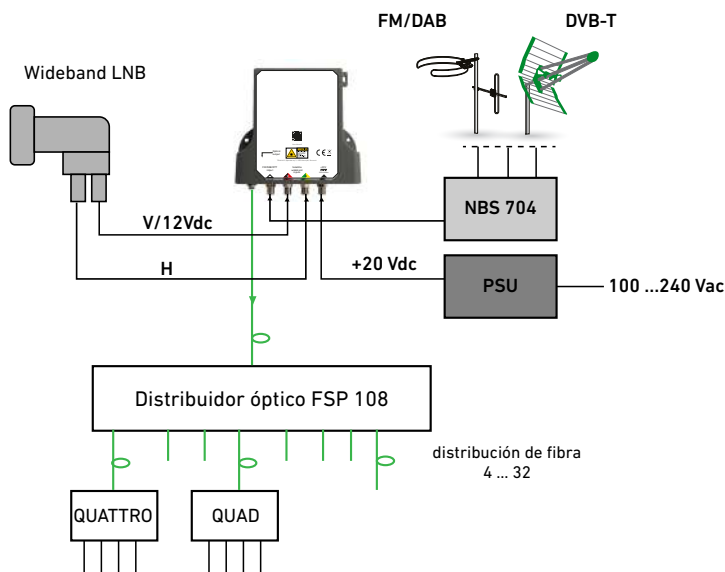 FM/DAB
DVB-T
Wideband LNB
NBS 704
V/12Vdc
H
+20 Vdc
PSU
100 ...240 Vac
Distribuidor óptico FSP 108
distribución de fibra
4 ... 32
QUATTRO
QUAD